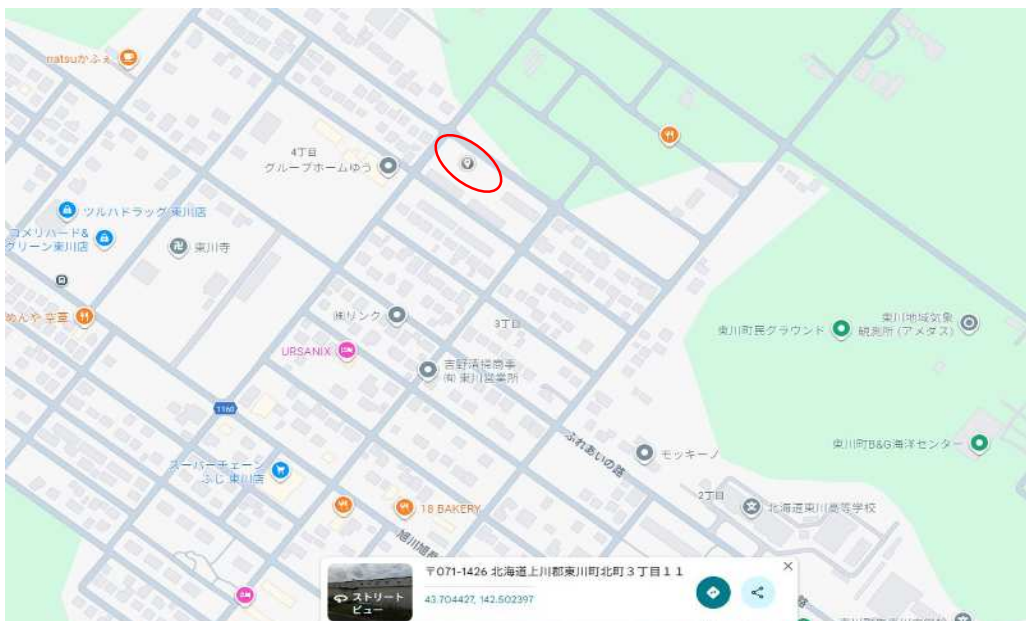 natsuかふぇ
4丁目
グループホームゆう
ツルハドラッグ 東川店
コメリハード&
グリーン東川店
東川寺
めんや 卒
㈱リンク
3丁目
東川地域気象
観測所 (アメダス)
東川町民グラウンド
URSANIX
吉野清掃商事
㈲ 東川営業所
1160
東川町B&G海洋センター
ふれあいの路
モッキーノ
スーパーチェーン
ふじ 東川店
2丁目
北海道東川高等学校
18 BAKERY
〒071-1426 北海道上川郡東川町北町3丁目11
ストリート
ビュー
43.704427, 142.502397
路